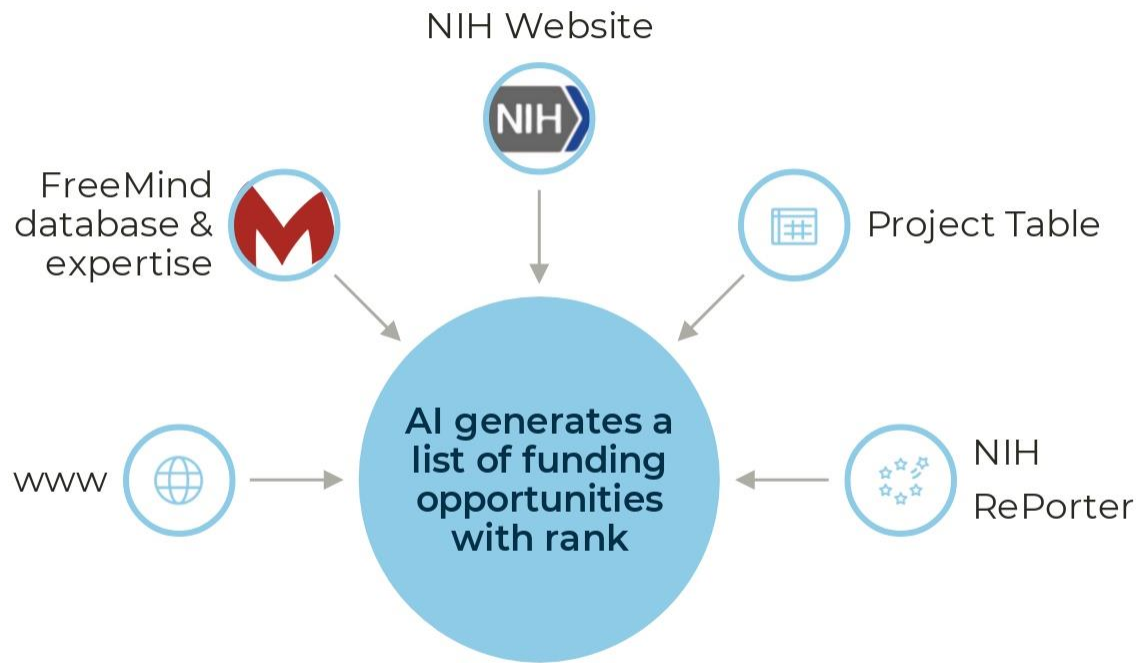 NIH Website
NIH
FreeMind
database &
expertise
Project Table
AI generates a
list of funding
opportunities
with rank
www
NIH
RePorter